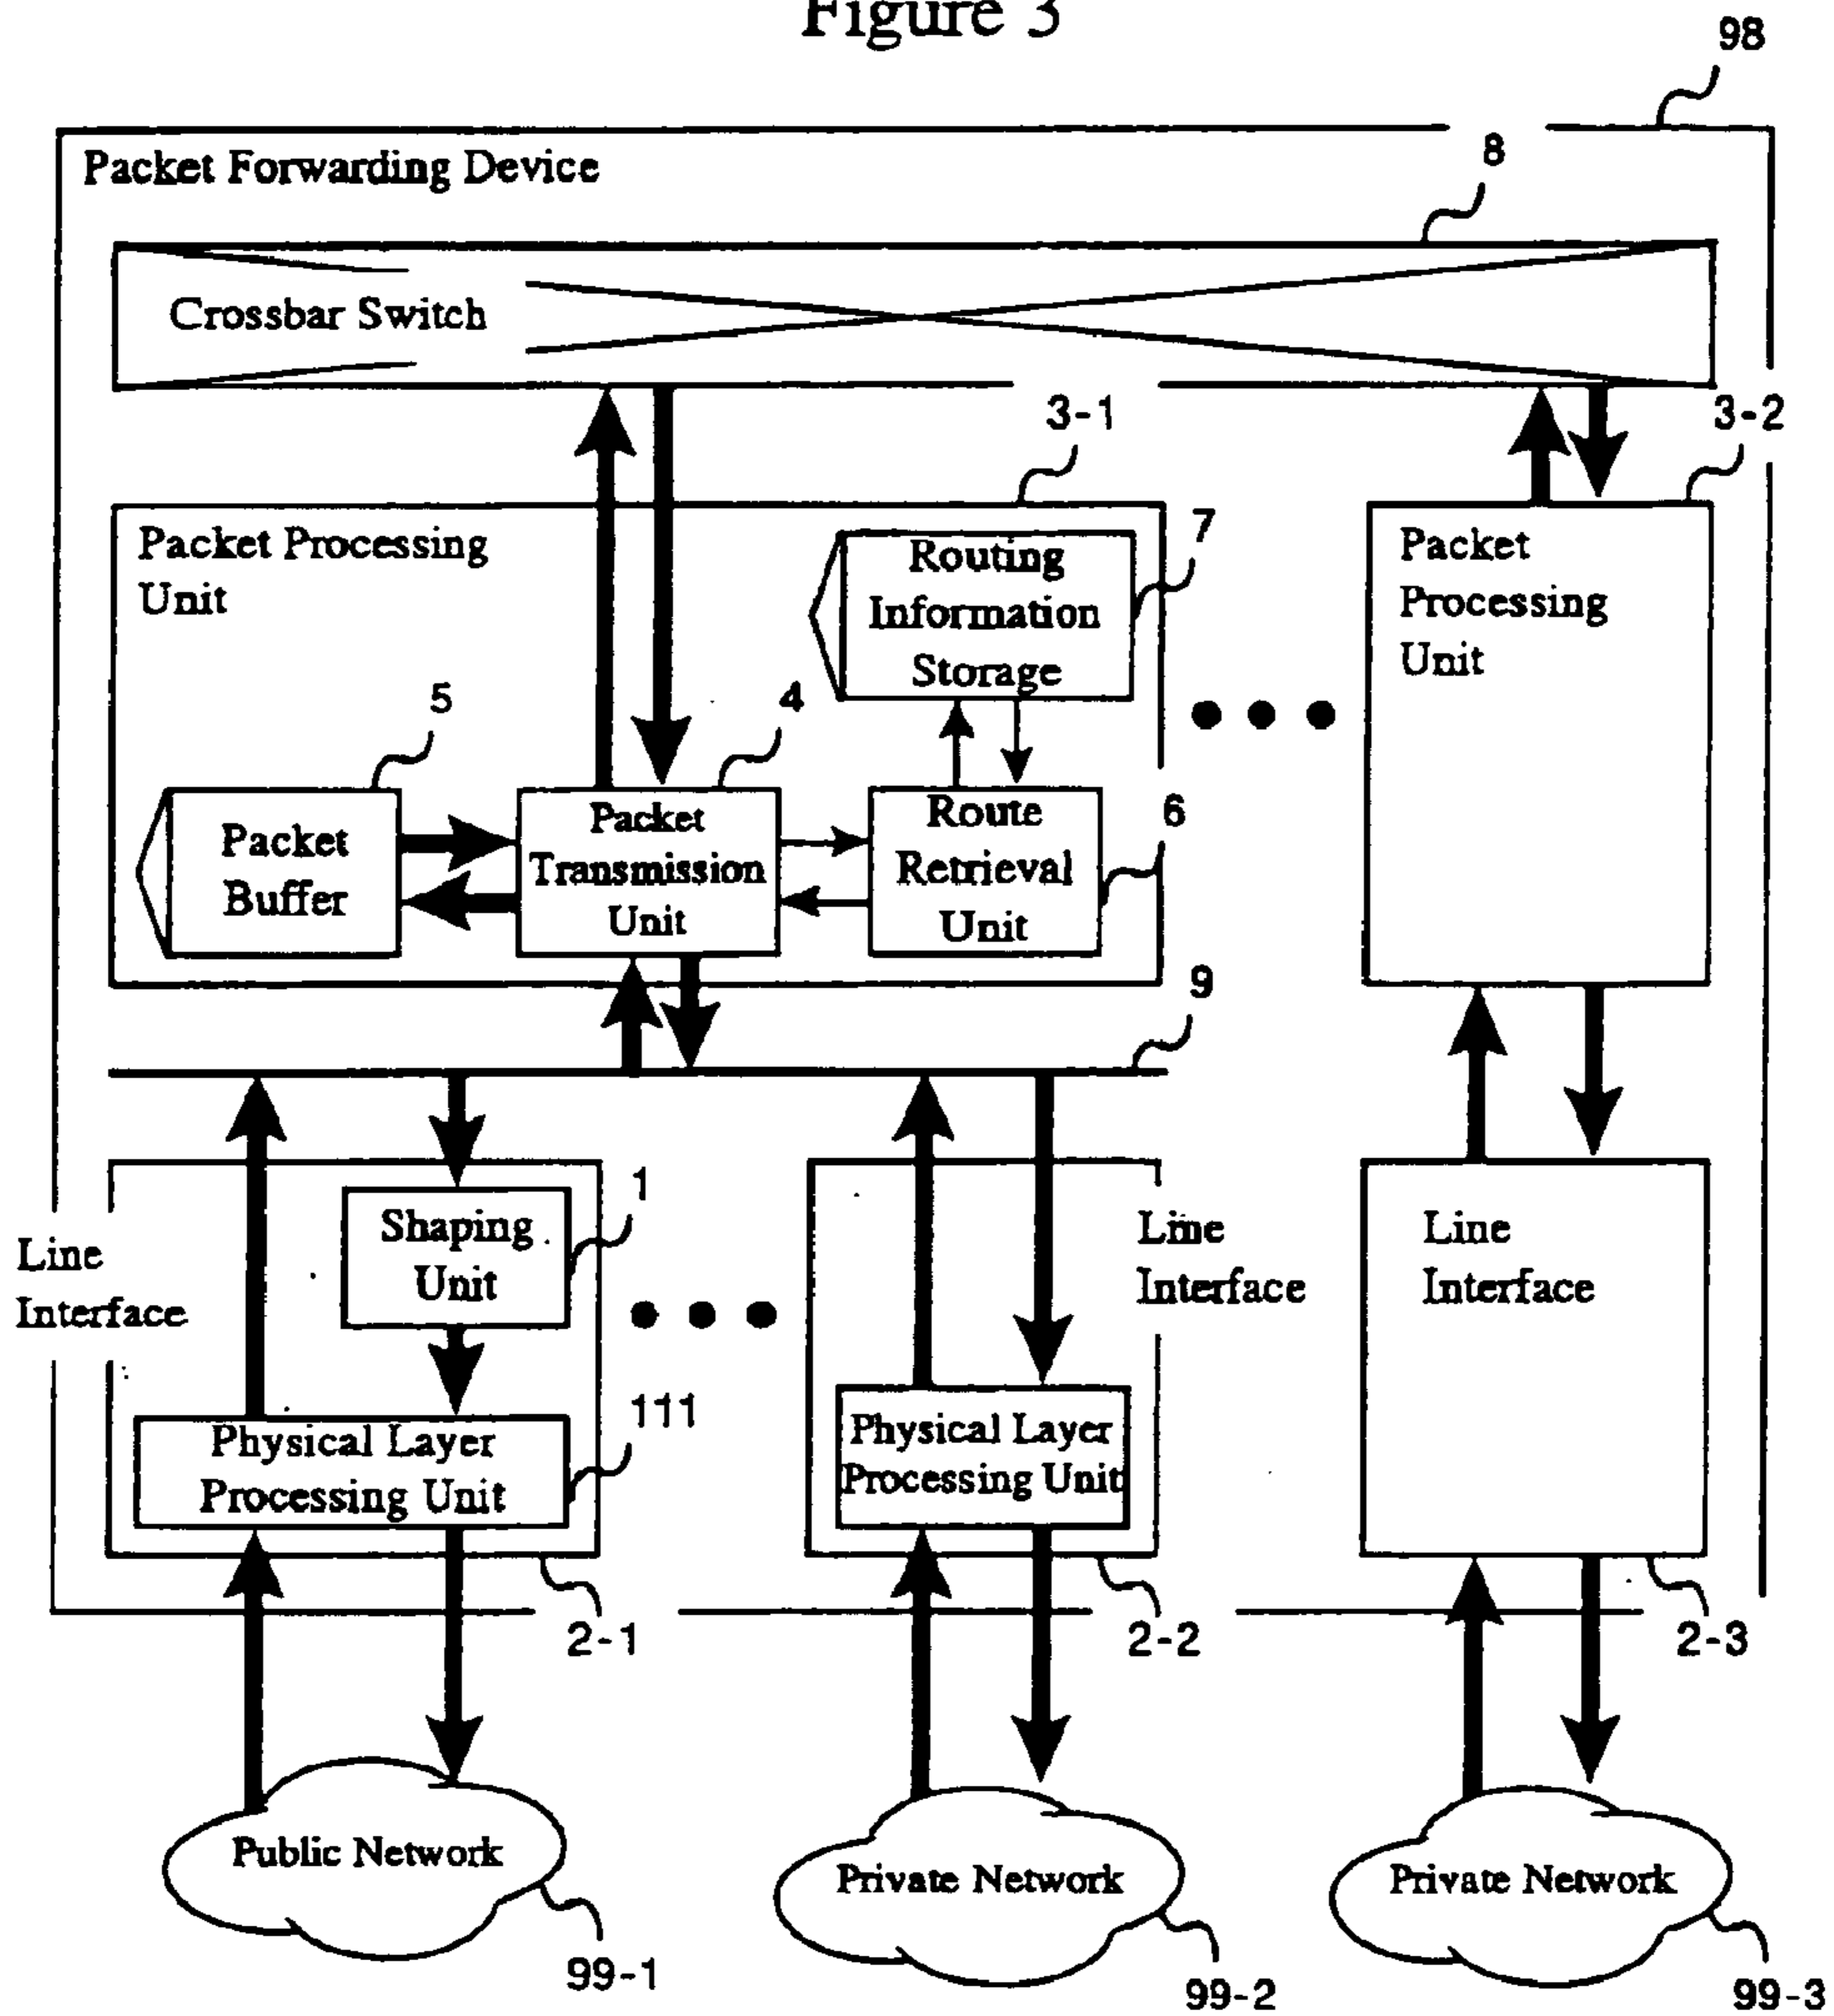 Figure 3
98
Packet Forwarding Device
8
Crossbar Switch
3-1
3-2
Packet Processing
Unit
7
Routing
Information
Storage
Packet
Processing
Unit
5
4
6
Packet
Buffer
Packet
Transmission
Unit
Route
Retrieval
Unit
9
1
Shaping
Unit
Line
Interface
Line
Interface
Line
Interface
111
Physical Layer
Processing Unit
Physical Layer
Processing Unit
2-1
2-2
2-3
Public Network
Private Network
Private Network
99-1
99-2
99-3